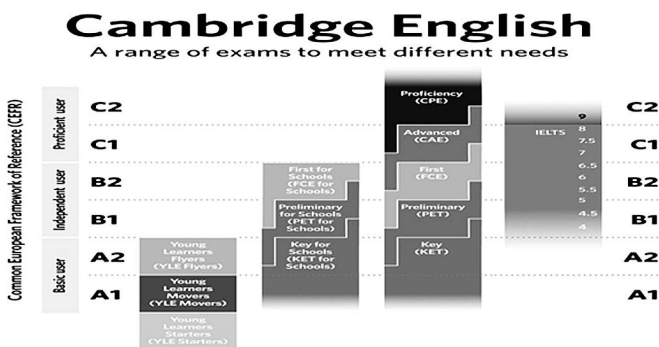 Cambridge English
A range of exams to meet different needs
Common European Framework of Reference (CEFR)
Proficient user
Independent user
Basic user
C2
C1
B2
B1
A2
A1
Young
Learners
Flyers
(YLE Flyers)
Young
Learners
Movers
(YLE Movers)
Young
Learners
Starters
(YLE Starters)
First for
Schools
(FCE for
Schools)
Preliminary
for Schools
(PET for
Schools)
Key for
Schools
(KET for
Schools)
Proficiency
(CPE)
Advanced
(CAE)
First
(FCE)
Preliminary
(PET)
Key
(KET)
IELTS
9
8
7.5
7
6.5
6
5.5
5
4.5
4
C2
C1
B2
B1
A2
A1